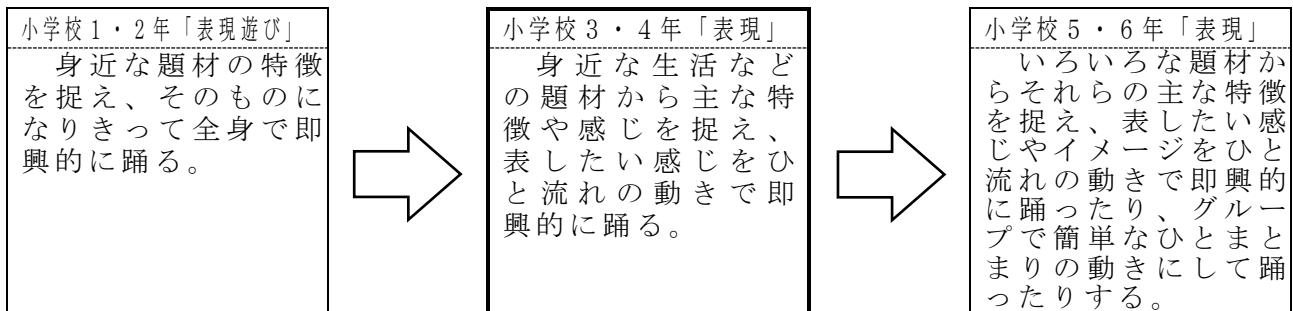 小学校1・2年「表現遊び」
身近な題材の特徴
を捉え、そのものに
なりきって全身で即
興的に踊る。
小学校3・4年「表現」
身近な生活など
の題材から主な特
徴や感じを捉え、
表したい感じをひ
と流れの動きで即
興的に踊る。
小学校5・6年「表現」
いろいろな題材か
らそれらの主な特徴
を捉え、表したい感
じやイメージをひと
流れの動きで即興的
に踊ったり、グルー
プで簡単なひとまと
まりの動きにして踊
ったりする。